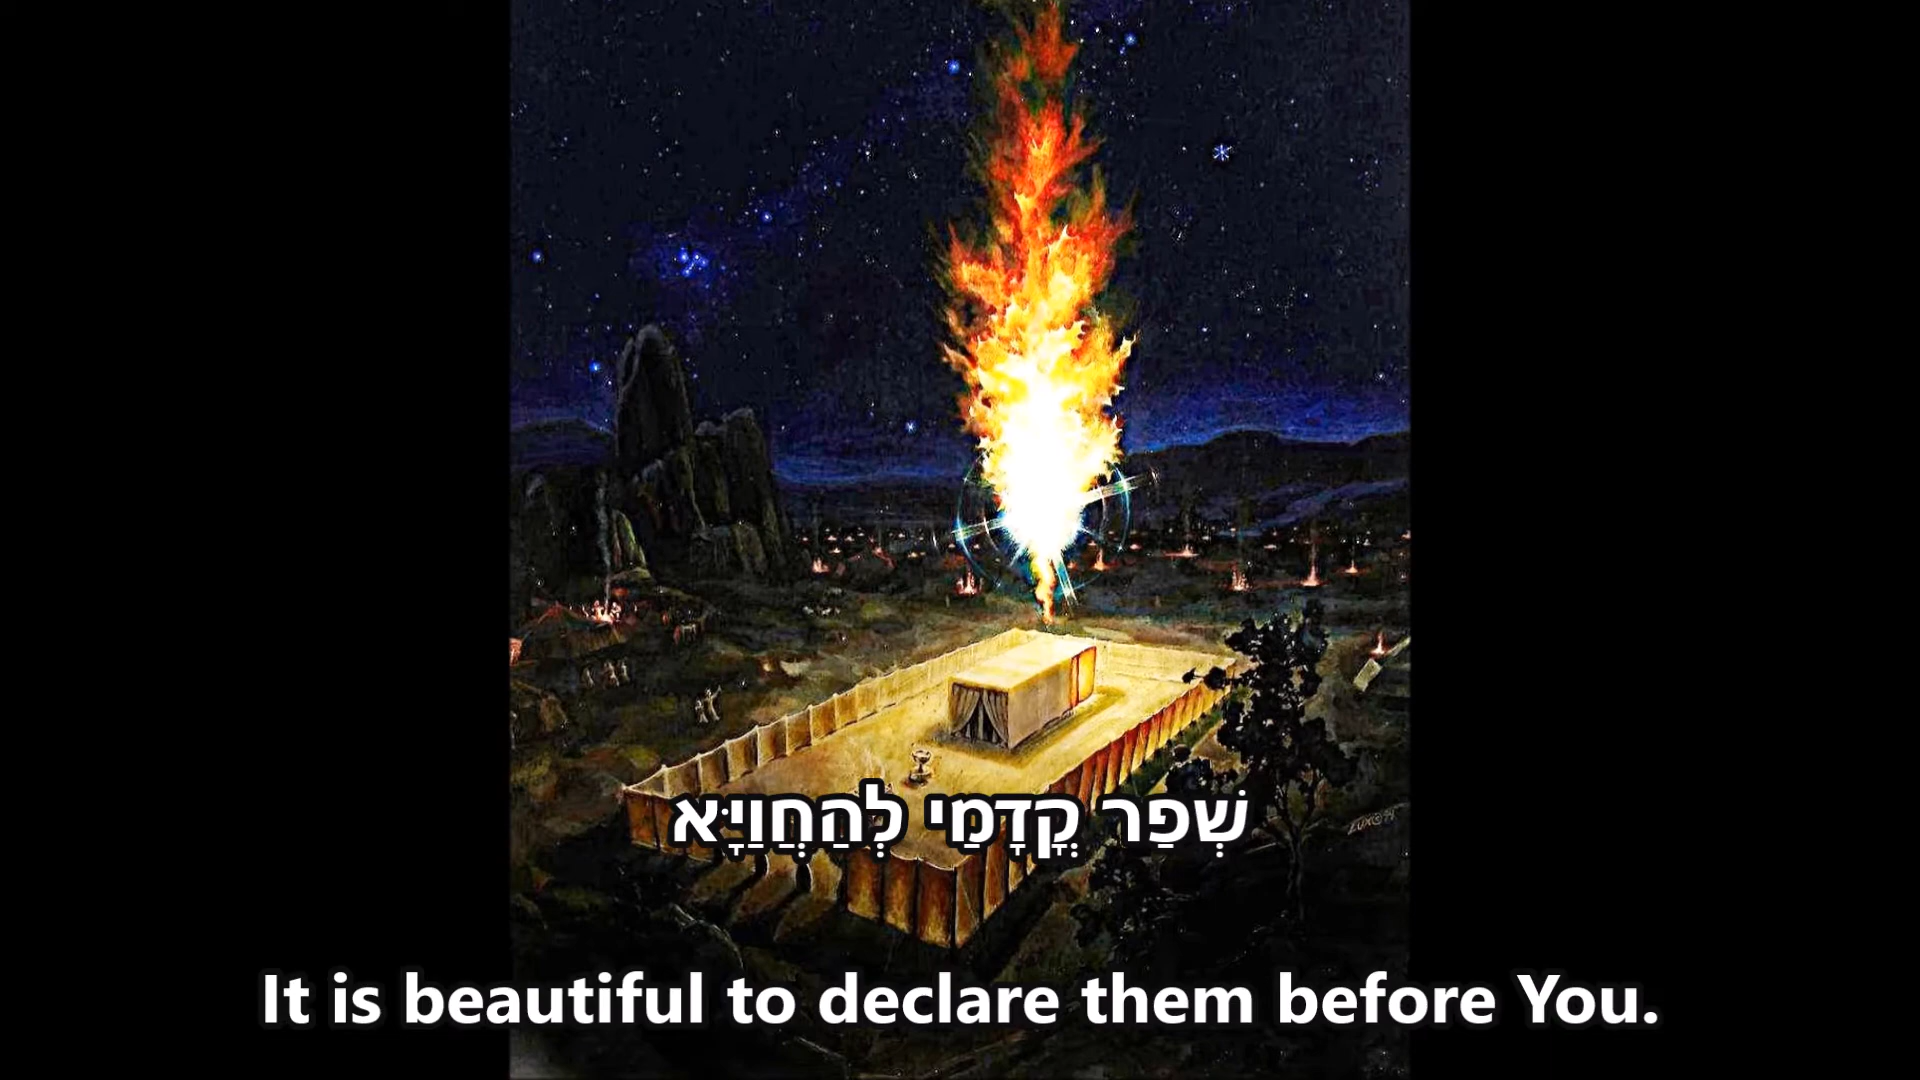 שְׁפַר קֳדָמַי לְהַחֲוַיָּא
It is beautiful to declare them before You.